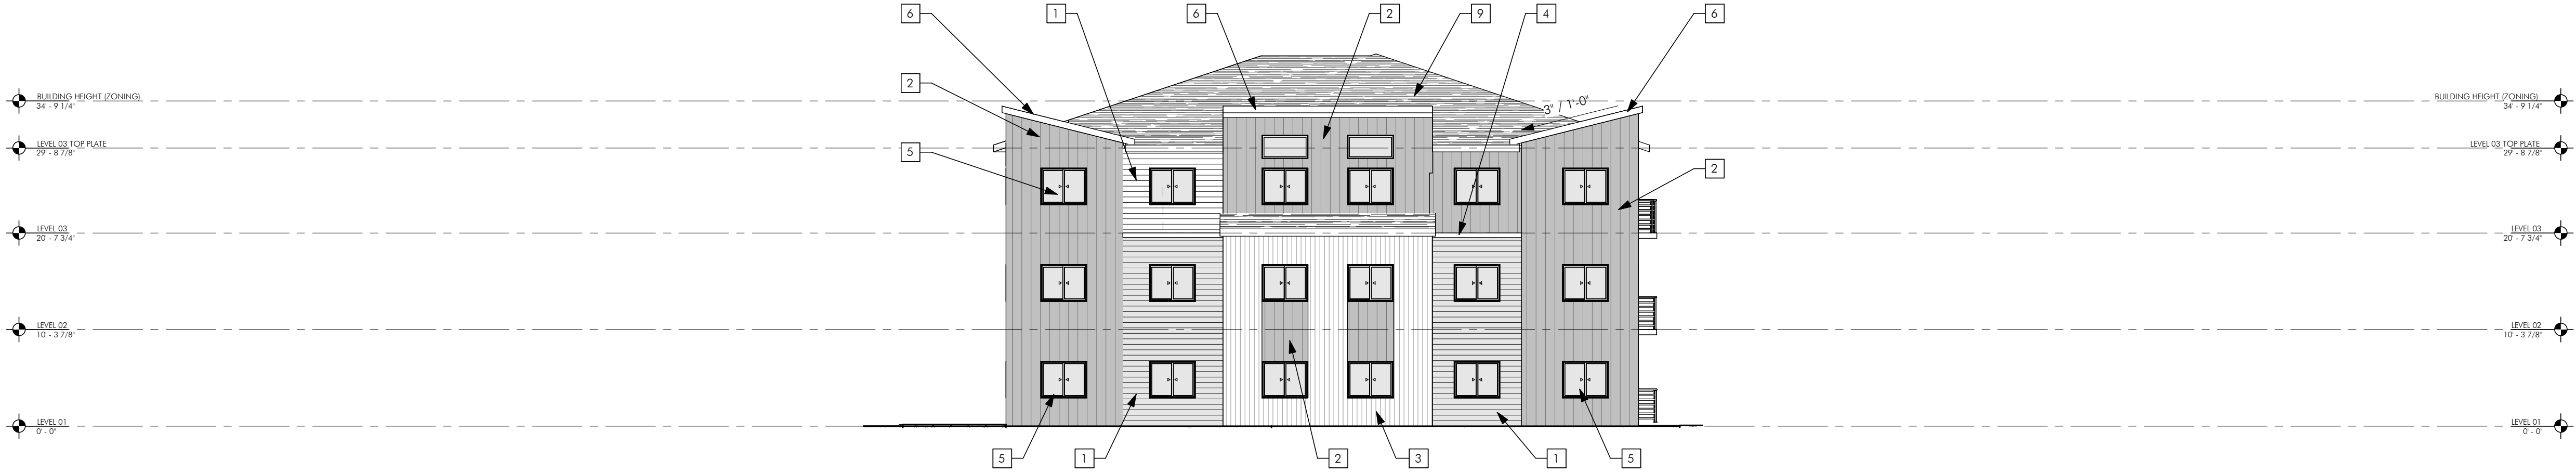 6
1
6
2
9
4
6
2
5
2
3" / 1'-0"
BUILDING HEIGHT (ZONING)
34' - 9 1/4"
LEVEL 03 TOP PLATE
29' - 8 7/8"
LEVEL 03
20' - 7 3/4"
LEVEL 02
10' - 3 7/8"
LEVEL 01
0' - 0"
BUILDING HEIGHT (ZONING)
34' - 9 1/4"
LEVEL 03 TOP PLATE
29' - 8 7/8"
LEVEL 03
20' - 7 3/4"
LEVEL 02
10' - 3 7/8"
LEVEL 01
0' - 0"
5
1
2
3
1
5